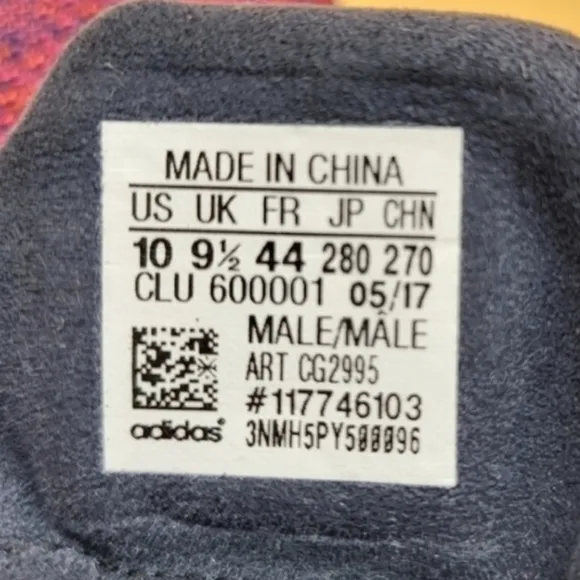 MADE IN CHINA
US UK FR JP CHN
10 9½ 44 280 270
CLU 600001 05/17
MALE/MÂLE
ART CG2995
#117746103
adidas® 3NMH5PY500096